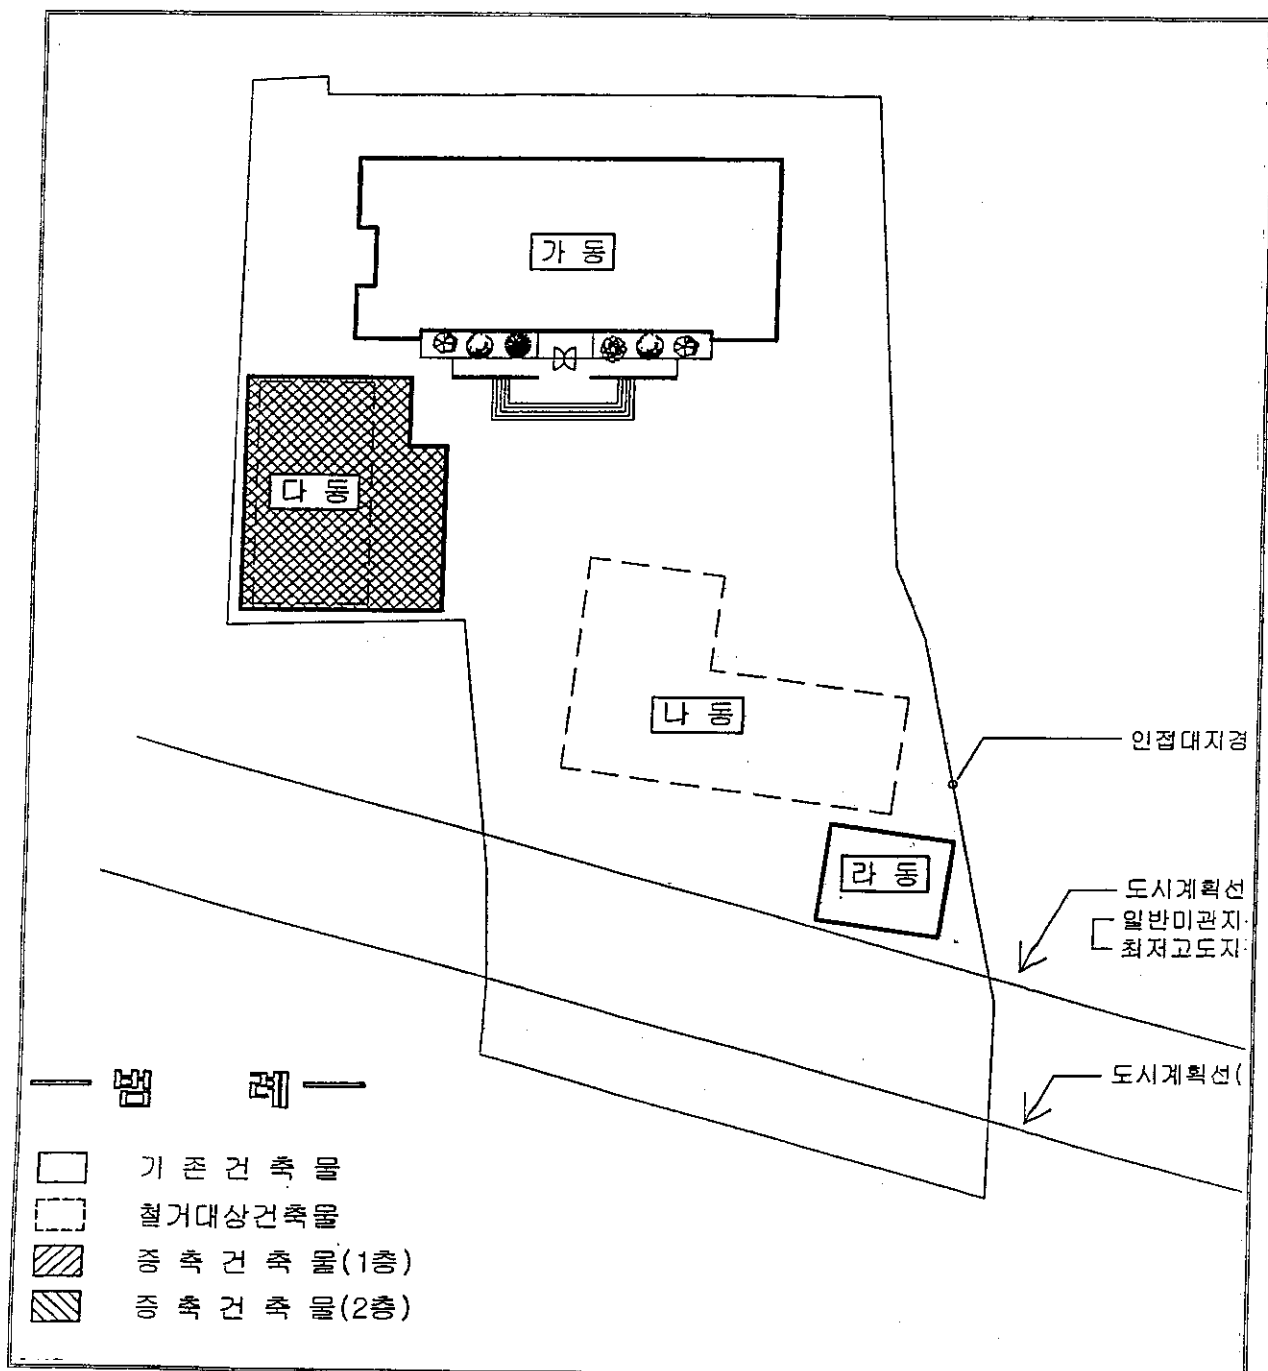 가 동
다 동
나 동
인접대지경
라 동
도시계획선
일반미관지
최저고도지
도시계획선(
범 례
기 존 건 축 물
철거대상건축물
증 축 건 축 물(1층)
증 축 건 축 물(2층)